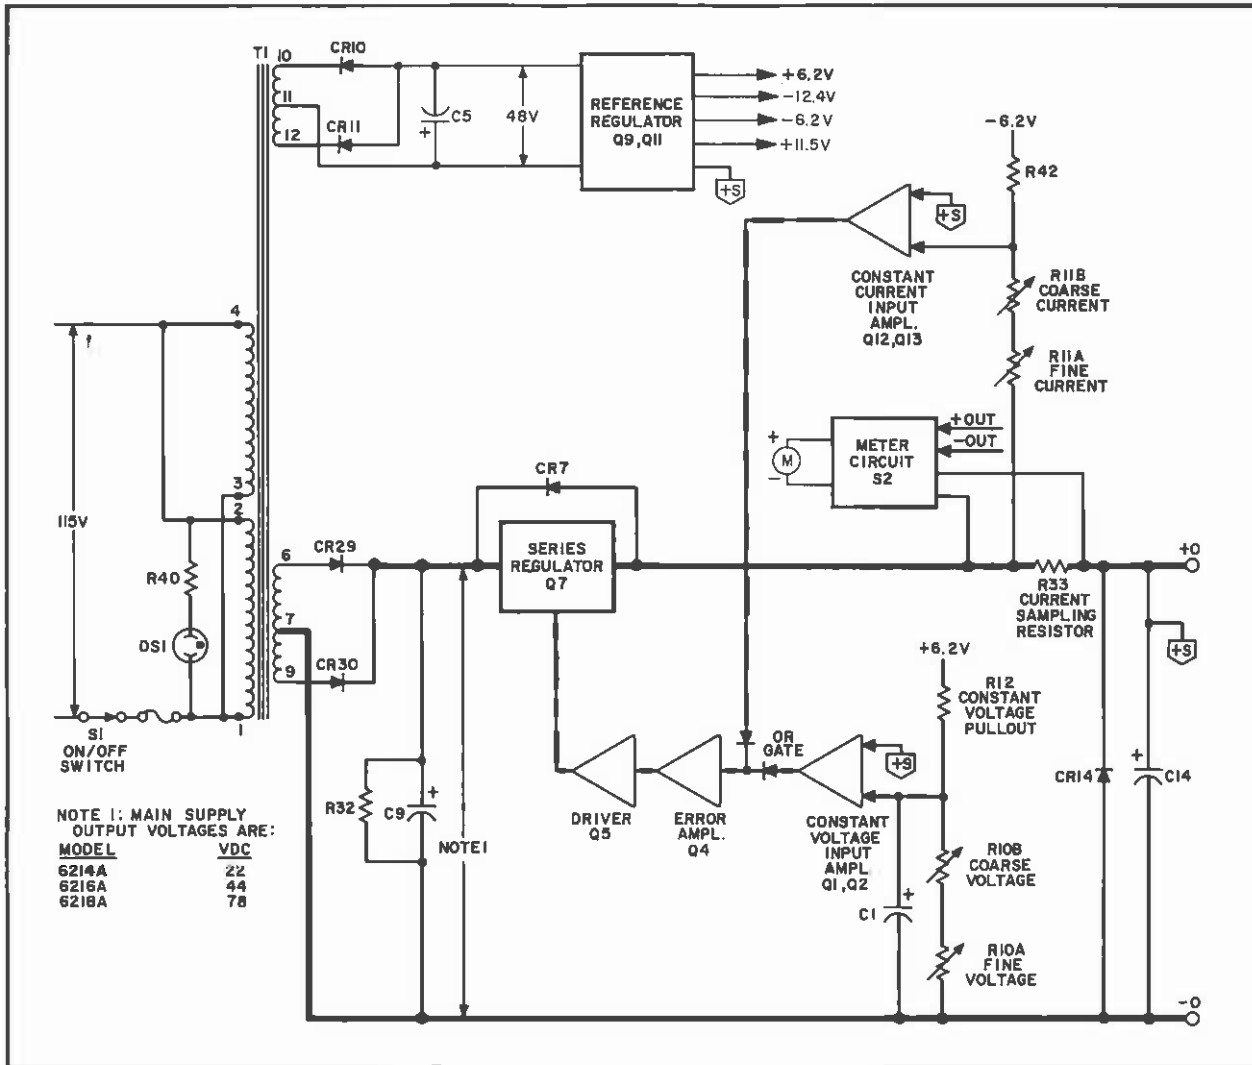 T1
10
CR10
11
12
CR11
C5
+
48V
REFERENCE
REGULATOR
Q9,Q11
+6.2V
-12.4V
-6.2V
+11.5V
+S
-6.2V
R42
+S
CONSTANT
CURRENT
INPUT
AMPL.
Q12,Q13
R11B
COARSE
CURRENT
R11A
FINE
CURRENT
4
3
2
115V
R40
DS1
1
S1
ON/OFF
SWITCH
6
CR29
7
9
CR30
CR7
SERIES
REGULATOR
Q7
+
M
-
METER
CIRCUIT
S2
+OUT
-OUT
R33
CURRENT
SAMPLING
RESISTOR
+O
+S
+6.2V
R12
CONSTANT
VOLTAGE
PULLOUT
OR
GATE
+S
R32
+
C9
NOTE 1
DRIVER
Q5
ERROR
AMPL.
Q4
CONSTANT
VOLTAGE
INPUT
AMPL
Q1,Q2
+
C1
R10B
COARSE
VOLTAGE
R10A
FINE
VOLTAGE
CR14
+
C14
-O
NOTE 1: MAIN SUPPLY
OUTPUT VOLTAGES ARE:
MODEL VDC
6214A 22
6216A 44
6218A 78